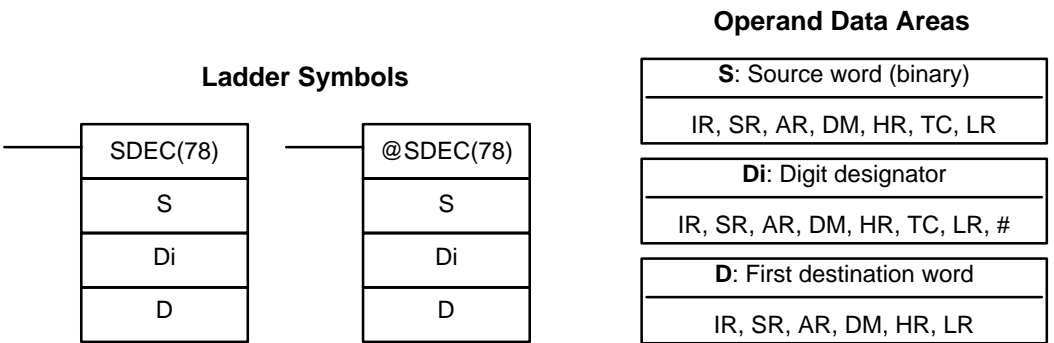 Operand Data Areas
Ladder Symbols
S: Source word (binary)
IR, SR, AR, DM, HR, TC, LR
SDEC(78)
@SDEC(78)
Di: Digit designator
S
S
IR, SR, AR, DM, HR, TC, LR, #
Di
Di
D: First destination word
D
D
IR, SR, AR, DM, HR, LR